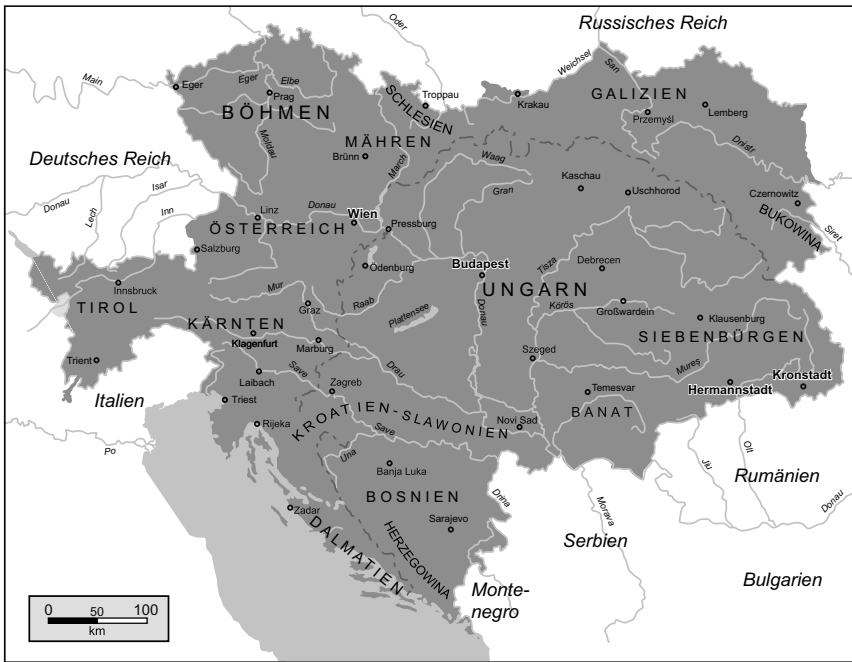 Russisches Reich
Oder
Weichsel
San
Main
Eger
Eger
Elbe
Prag
Troppau
Krakau
GALIZIEN
BÖHMEN
SCHLESIEN
Przemyśl
Lemberg
MÄHREN
Dnistr
Moldau
Brünn
March
Waag
Deutsches Reich
Isar
Kaschau
Gran
Uschhorod
Donau
Lech
Inn
Czernowitz
Linz
Donau
Wien
BUKOWINA
ÖSTERREICH
Pressburg
Siret
Salzburg
Ödenburg
Budapest
Tisza
Debrecen
Innsbruck
Mur
UNGARN
TIROL
Graz
Raab
Plattensee
Donau
Körös
Großwardein
KÄRNTEN
Klausenburg
Klagenfurt
Marburg
SIEBENBÜRGEN
Trient
Szeged
Mureș
Save
Drau
Laibach
Zagreb
Temesvar
Hermannstadt
Kronstadt
Italien
Triest
KROATIEN-SLAWONIEN
BANAT
Rijeka
Save
Novi Sad
Po
Una
Banja Luka
Jiu
Olt
Rumänien
Drina
Morava
Donau
BOSNIEN
Zadar
Sarajevo
DALMATIEN
HERZEGOWINA
Serbien
Monte-
negro
Bulgarien
0 50 100
km